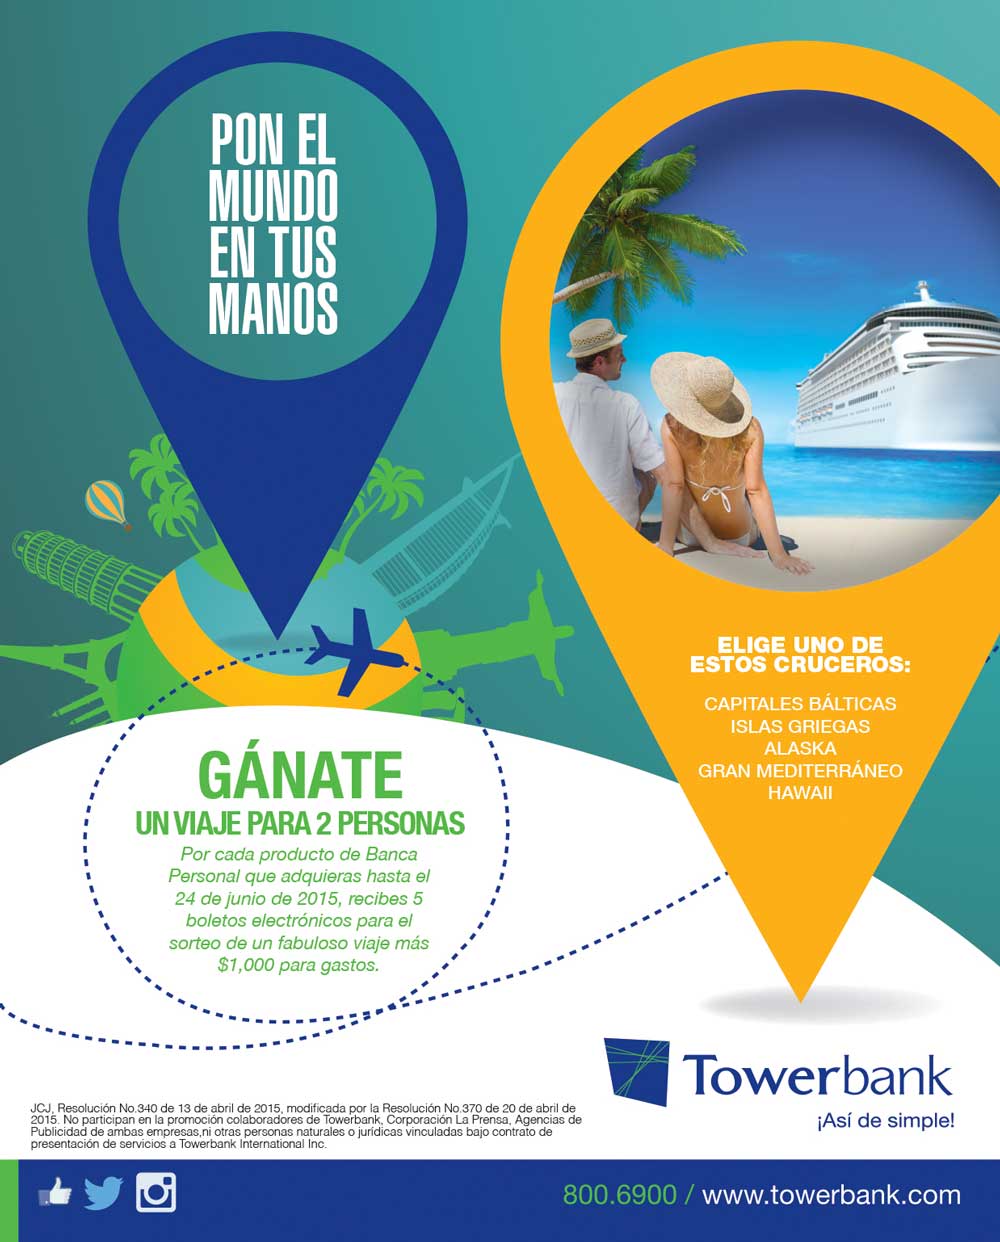 PON EL
MUNDO
EN TUS
MANOS
ELIGE UNO DE
ESTOS CRUCEROS:
CAPITALES BÁLTICAS
ISLAS GRIEGAS
ALASKA
GRAN MEDITERRÁNEO
HAWAII
GÁNATE
UN VIAJE PARA 2 PERSONAS
Por cada producto de Banca
Personal que adquieras hasta el
24 de junio de 2015, recibes 5
boletos electrónicos para el
sorteo de un fabuloso viaje más
$1,000 para gastos.
Towerbank
¡Así de simple!
JCJ, Resolución No.340 de 13 de abril de 2015, modificada por la Resolución No.370 de 20 de abril de
2015. No participan en la promoción colaboradores de Towerbank, Corporación La Prensa, Agencias de
Publicidad de ambas empresas,ni otras personas naturales o jurídicas vinculadas bajo contrato de
presentación de servicios a Towerbank International Inc.
800.6900 / www.towerbank.com